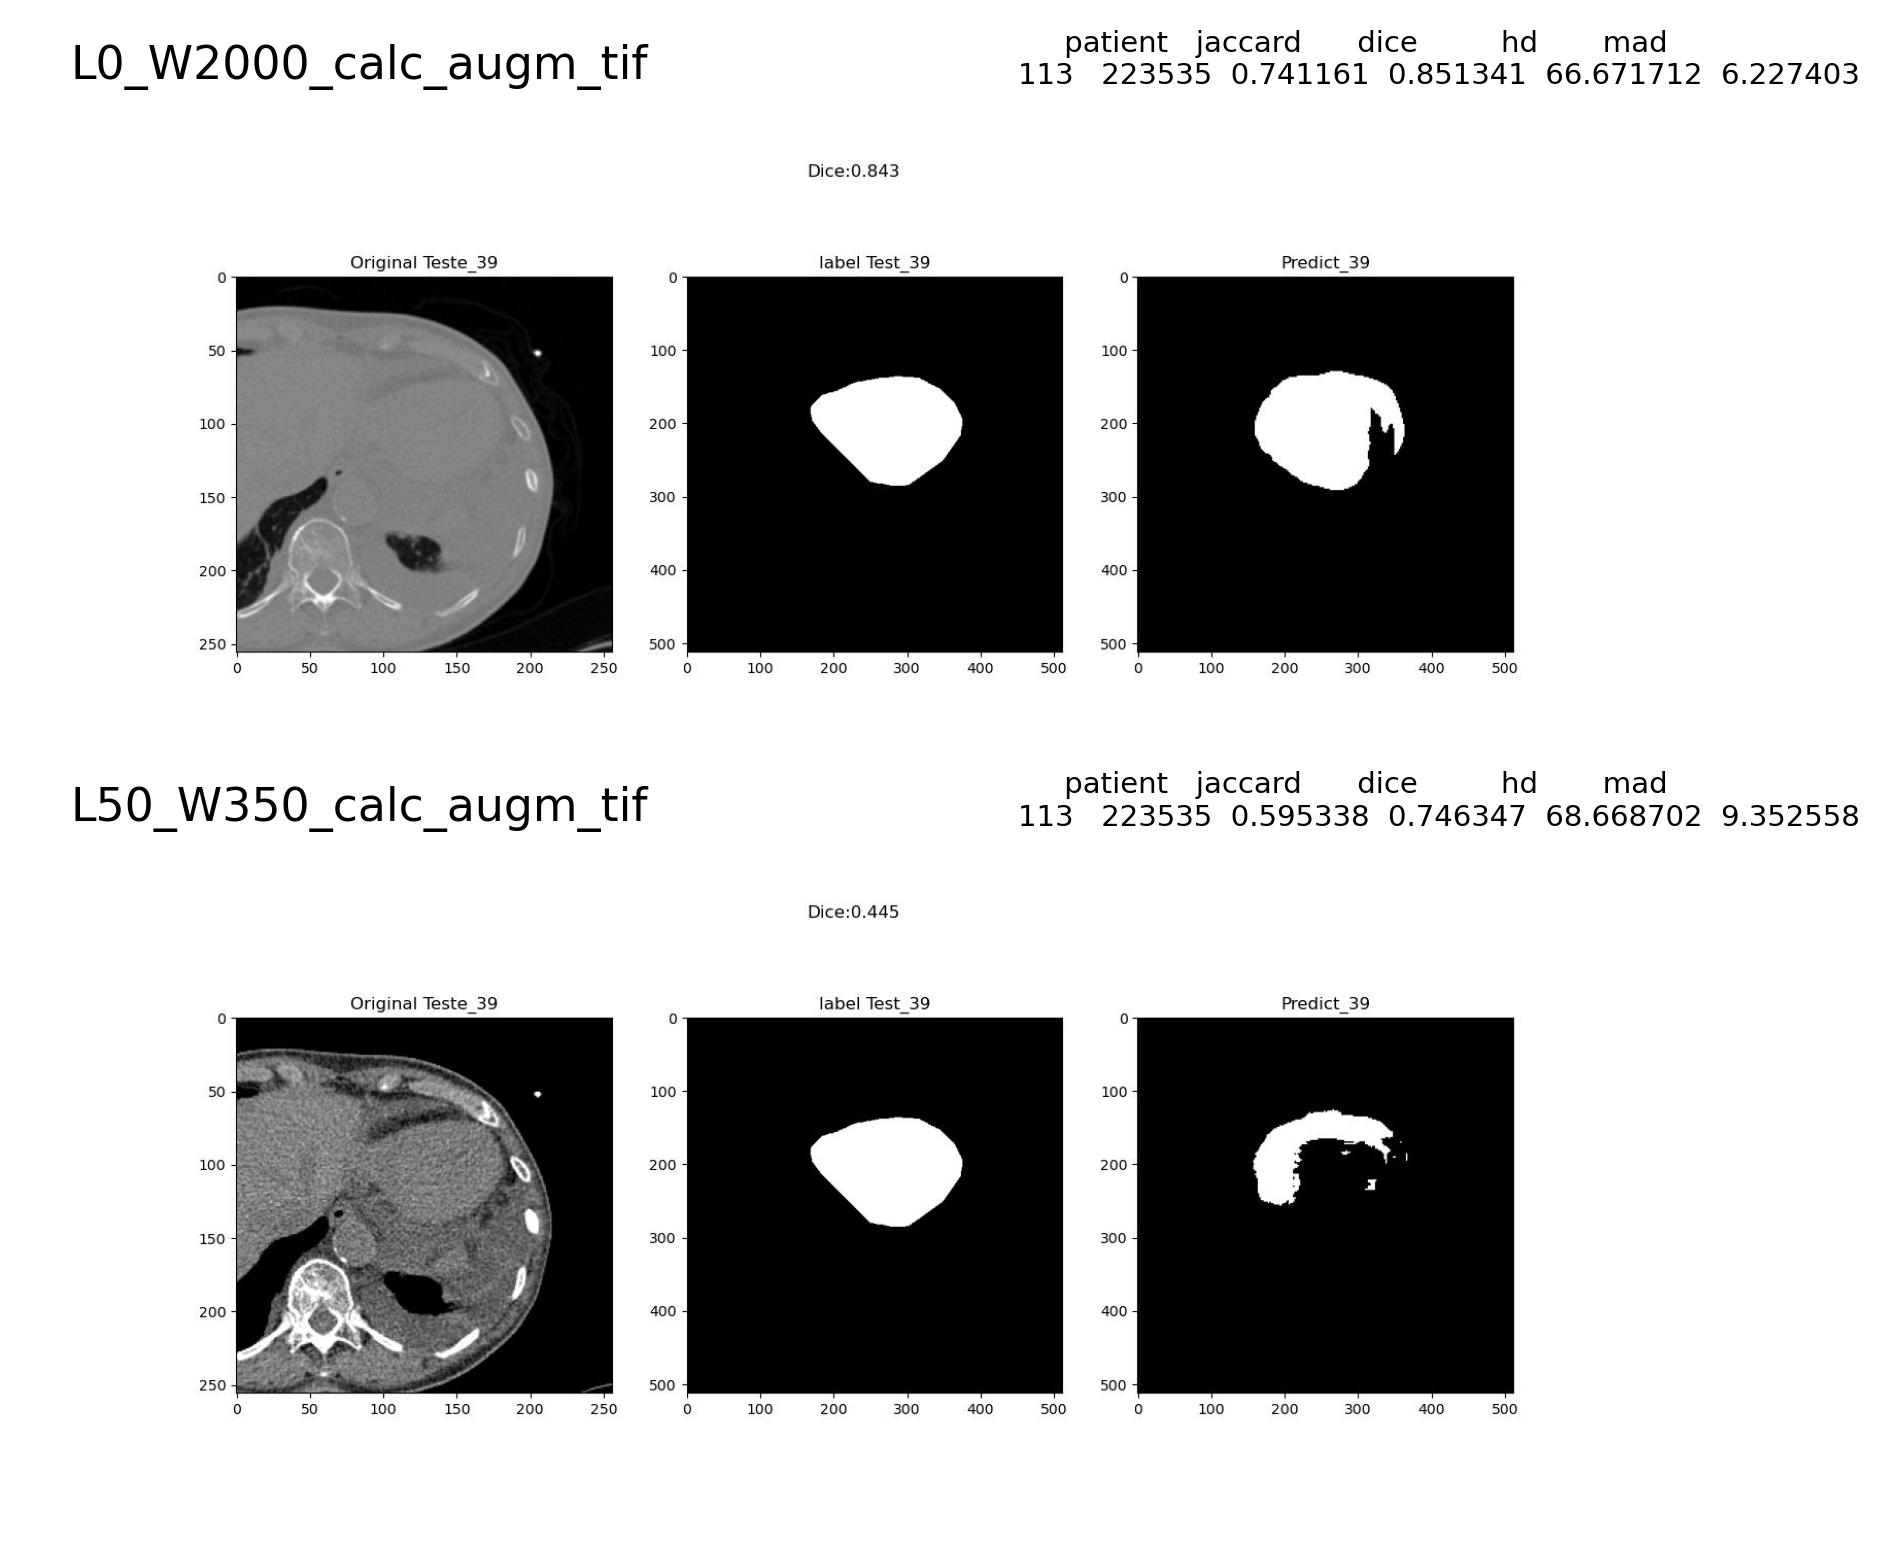 L0_W2000_calc_augm_tif
patient jaccard dice hd mad
113 223535 0.741161 0.851341 66.671712 6.227403
Dice:0.843
Original Teste_39
label Test_39
Predict_39
0
50
100
150
200
250
0 50 100 150 200 250
0
100
200
300
400
500
0 100 200 300 400 500
0
100
200
300
400
500
0 100 200 300 400 500
L50_W350_calc_augm_tif
patient jaccard dice hd mad
113 223535 0.595338 0.746347 68.668702 9.352558
Dice:0.445
Original Teste_39
label Test_39
Predict_39
0
50
100
150
200
250
0 50 100 150 200 250
0
100
200
300
400
500
0 100 200 300 400 500
0
100
200
300
400
500
0 100 200 300 400 500